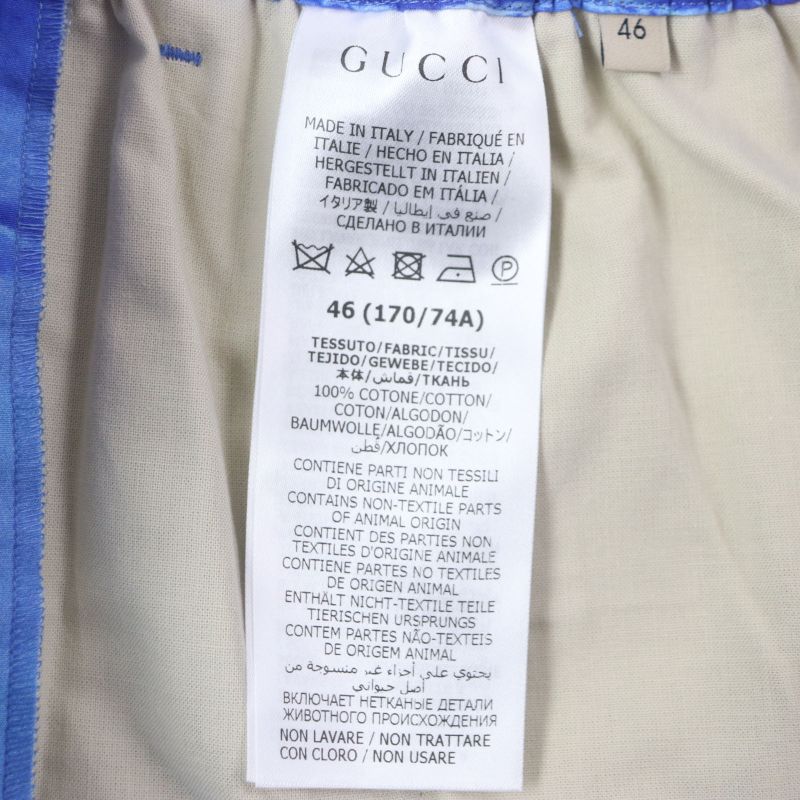 GUCCI
46
MADE IN ITALY / FABRIQUÉ EN
ITALIE / HECHO EN ITALIA /
HERGESTELLT IN ITALIEN /
FABRICADO EM ITÁLIA /
イタリア製 / صنع في إيطاليا /
СДЕЛАНО В ИТАЛИИ
P
46 (170/74A)
TESSUTO/FABRIC/TISSU/
TEJIDO/GEWEBE/TECIDO/
本体/قماش/ТКАНЬ
100% COTONE/COTTON/
COTON/ALGODON/
BAUMWOLLE/ALGODÃO/コットン/
قُطن/ХЛОПОК
CONTIENE PARTI NON TESSILI
DI ORIGINE ANIMALE
CONTAINS NON-TEXTILE PARTS
OF ANIMAL ORIGIN
CONTIENT DES PARTIES NON
TEXTILES D'ORIGINE ANIMALE
CONTIENE PARTES NO TEXTILES
DE ORIGEN ANIMAL
ENTHÄLT NICHT-TEXTILE TEILE
TIERISCHEN URSPRUNGS
CONTEM PARTES NÃO-TEXTEIS
DE ORIGEM ANIMAL
يحتوي على أجزاء غير منسوجة من
أصل حيواني
ВКЛЮЧАЕТ НЕТКАНЫЕ ДЕТАЛИ
ЖИВОТНОГО ПРОИСХОЖДЕНИЯ
NON LAVARE / NON TRATTARE
CON CLORO / NON USARE